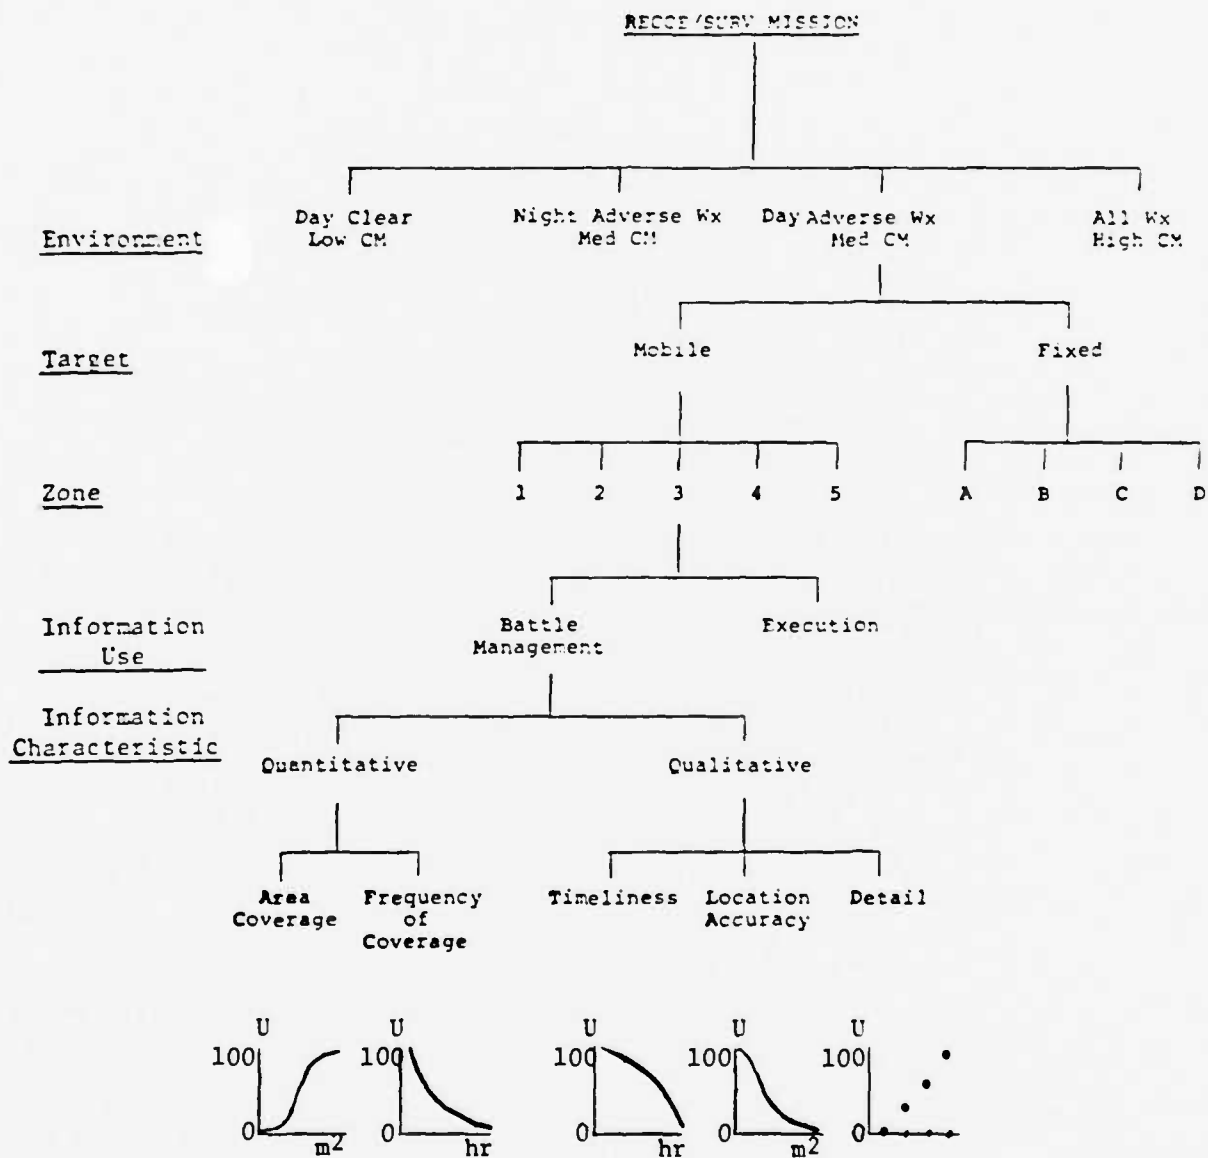 RECCE/SURV MISSION
Day Clear
Low CM
Night Adverse Wx
Med CM
Day Adverse Wx
Med CM
All Wx
High CM
Environment
Target
Mobile
Fixed
Zone
1 2 3 4 5 A B C D
Information
Use
Battle
Management
Execution
Information
Characteristic
Quantitative
Qualitative
Area
Coverage
Frequency
of
Coverage
Timeliness
Location
Accuracy
Detail
U
100
0
m²
U
100
0
hr
U
100
0
hr
U
100
0
m²
U
100
0